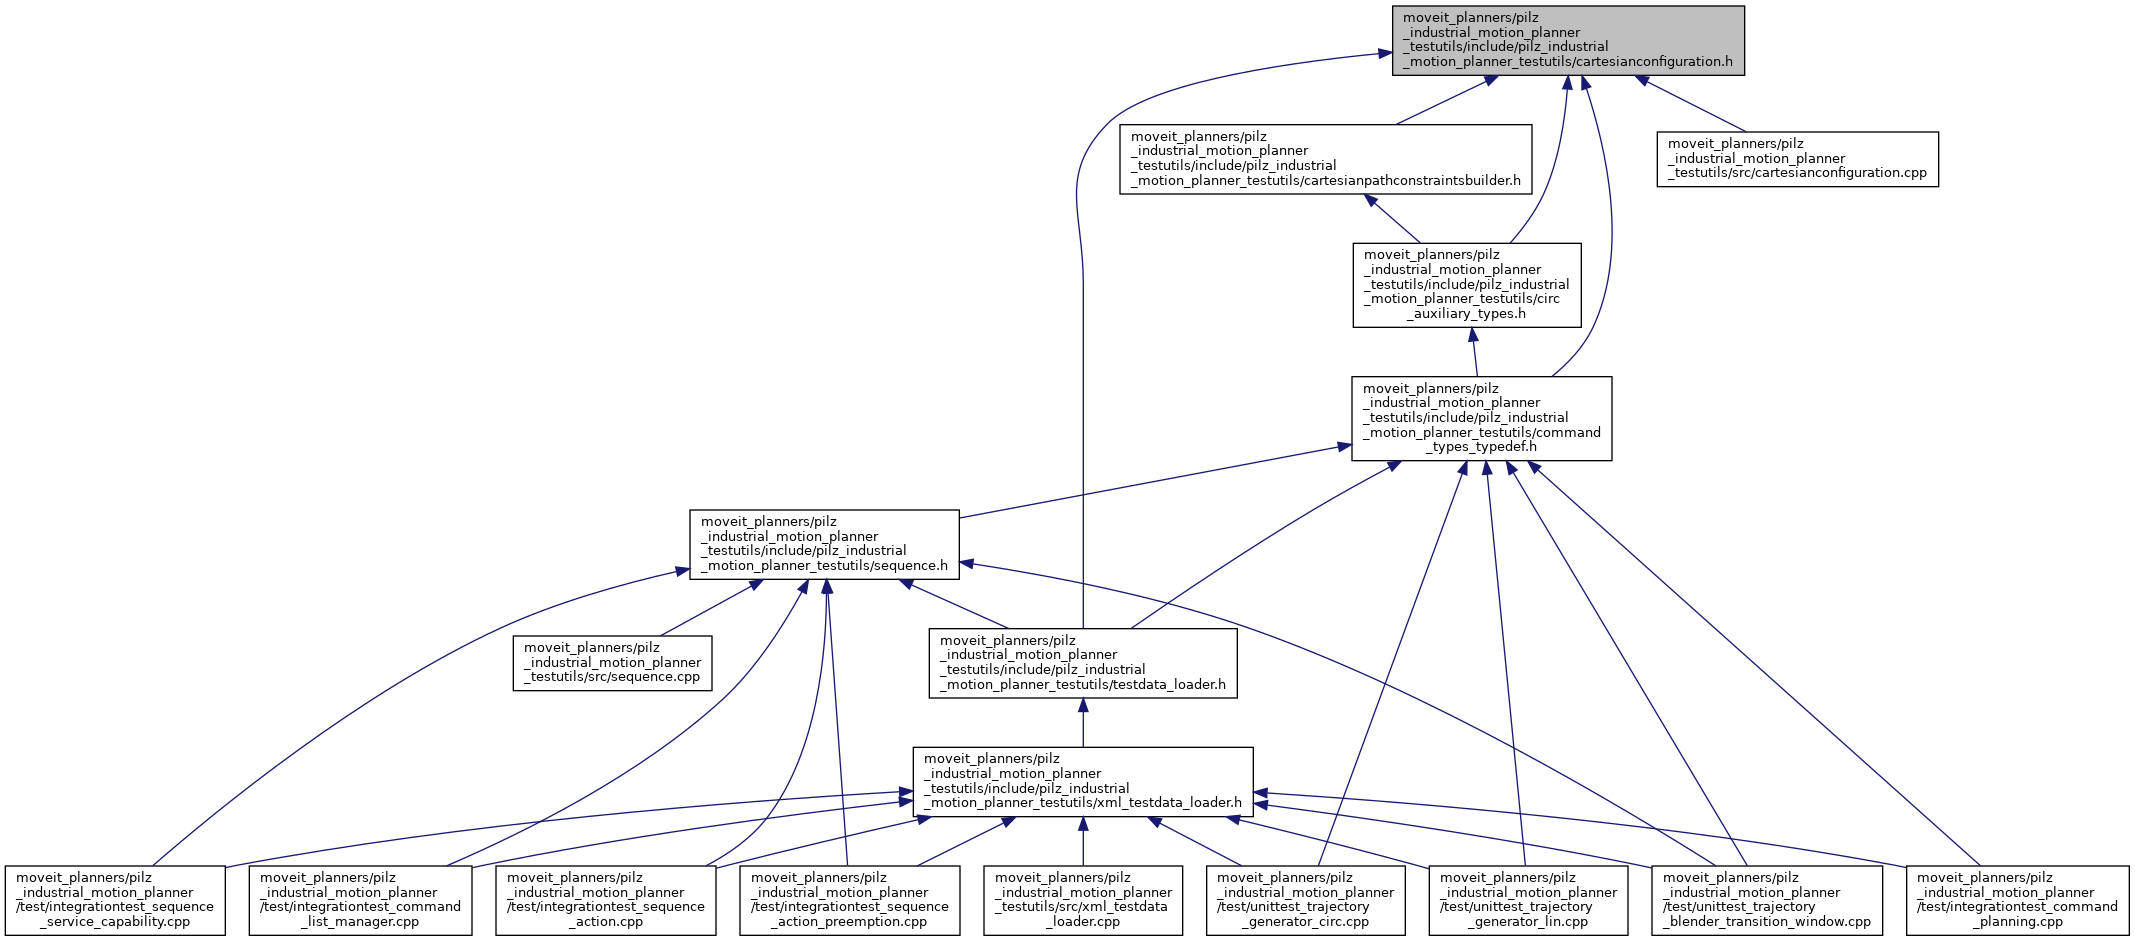 moveit_planners/pilz
_industrial_motion_planner
_testutils/include/pilz_industrial
_motion_planner_testutils/cartesianconfiguration.h
moveit_planners/pilz
_industrial_motion_planner
_testutils/include/pilz_industrial
_motion_planner_testutils/cartesianpathconstraintsbuilder.h
moveit_planners/pilz
_industrial_motion_planner
_testutils/src/cartesianconfiguration.cpp
moveit_planners/pilz
_industrial_motion_planner
_testutils/include/pilz_industrial
_motion_planner_testutils/circ
_auxiliary_types.h
moveit_planners/pilz
_industrial_motion_planner
_testutils/include/pilz_industrial
_motion_planner_testutils/command
_types_typedef.h
moveit_planners/pilz
_industrial_motion_planner
_testutils/include/pilz_industrial
_motion_planner_testutils/sequence.h
moveit_planners/pilz
_industrial_motion_planner
_testutils/src/sequence.cpp
moveit_planners/pilz
_industrial_motion_planner
_testutils/include/pilz_industrial
_motion_planner_testutils/testdata_loader.h
moveit_planners/pilz
_industrial_motion_planner
_testutils/include/pilz_industrial
_motion_planner_testutils/xml_testdata_loader.h
moveit_planners/pilz
_industrial_motion_planner
/test/integrationtest_sequence
_service_capability.cpp
moveit_planners/pilz
_industrial_motion_planner
/test/integrationtest_command
_list_manager.cpp
moveit_planners/pilz
_industrial_motion_planner
/test/integrationtest_sequence
_action.cpp
moveit_planners/pilz
_industrial_motion_planner
/test/integrationtest_sequence
_action_preemption.cpp
moveit_planners/pilz
_industrial_motion_planner
_testutils/src/xml_testdata
_loader.cpp
moveit_planners/pilz
_industrial_motion_planner
/test/unittest_trajectory
_generator_circ.cpp
moveit_planners/pilz
_industrial_motion_planner
/test/unittest_trajectory
_generator_lin.cpp
moveit_planners/pilz
_industrial_motion_planner
/test/unittest_trajectory
_blender_transition_window.cpp
moveit_planners/pilz
_industrial_motion_planner
/test/integrationtest_command
_planning.cpp